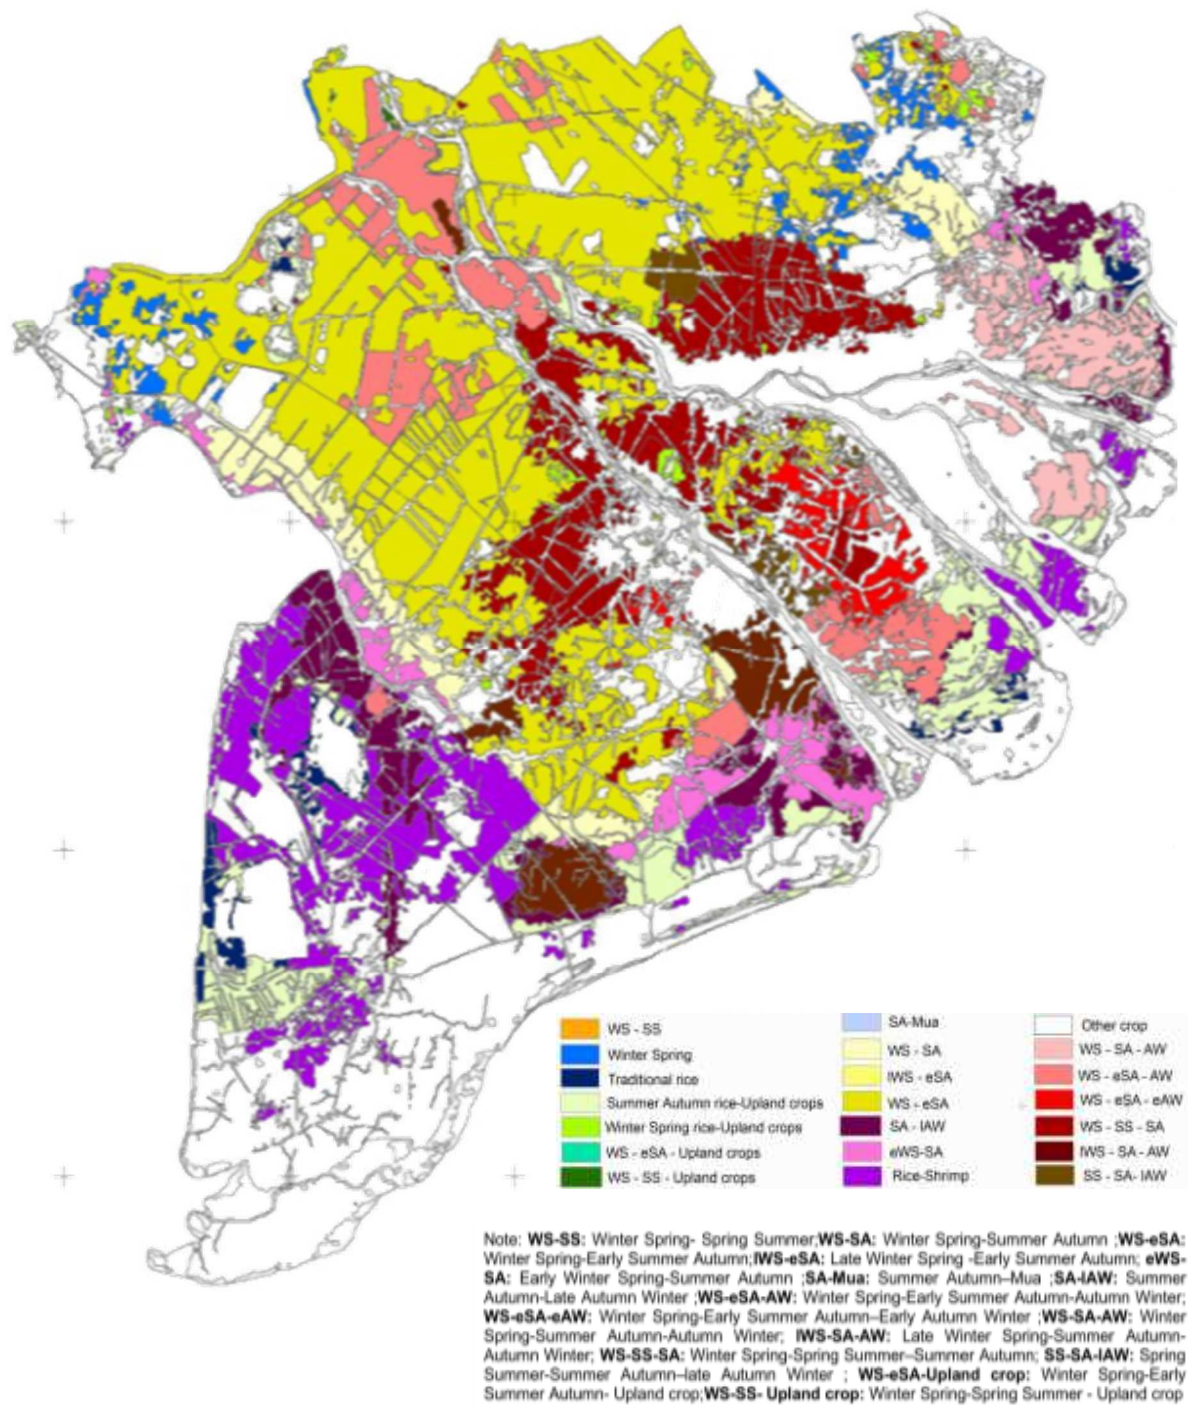 WS - SS
Winter Spring
Traditional rice
Summer Autumn rice-Upland crops
Winter Spring rice-Upland crops
WS - eSA - Upland crops
WS - SS - Upland crops
SA-Mua
WS - SA
lWS - eSA
WS - eSA
SA - lAW
eWS-SA
Rice-Shrimp
Other crop
WS - SA - AW
WS - eSA - AW
WS - eSA - eAW
WS - SS - SA
lWS - SA - AW
SS - SA- lAW
Note: WS-SS: Winter Spring- Spring Summer;WS-SA: Winter Spring-Summer Autumn ;WS-eSA:
Winter Spring-Early Summer Autumn;lWS-eSA: Late Winter Spring -Early Summer Autumn; eWS-
SA: Early Winter Spring-Summer Autumn ;SA-Mua: Summer Autumn–Mua ;SA-lAW: Summer
Autumn-Late Autumn Winter ;WS-eSA-AW: Winter Spring-Early Summer Autumn-Autumn Winter;
WS-eSA-eAW: Winter Spring-Early Summer Autumn–Early Autumn Winter ;WS-SA-AW: Winter
Spring-Summer Autumn-Autumn Winter; lWS-SA-AW: Late Winter Spring-Summer Autumn-
Autumn Winter; WS-SS-SA: Winter Spring-Spring Summer–Summer Autumn; SS-SA-lAW: Spring
Summer-Summer Autumn–late Autumn Winter ; WS-eSA-Upland crop: Winter Spring-Early
Summer Autumn- Upland crop;WS-SS- Upland crop: Winter Spring-Spring Summer - Upland crop